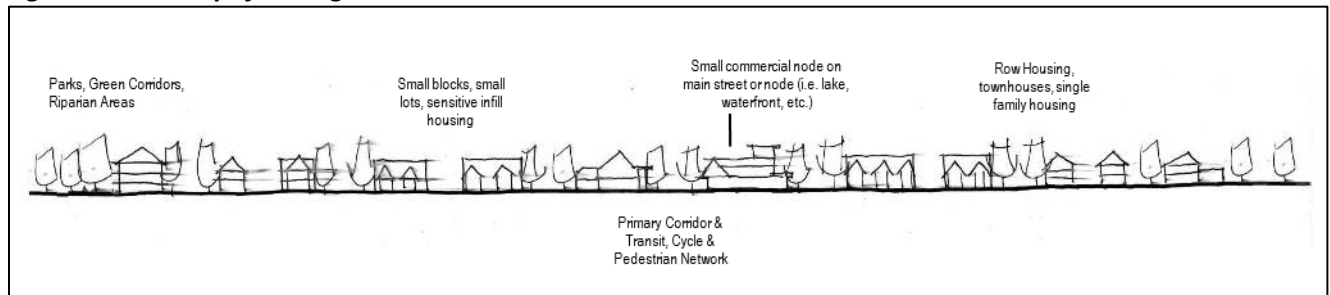 Parks, Green Corridors,
Riparian Areas
Small blocks, small
lots, sensitive infill
housing
Small commercial node on
main street or node (i.e. lake,
waterfront, etc.)
Row Housing,
townhouses, single
family housing
Primary Corridor &
Transit, Cycle &
Pedestrian Network